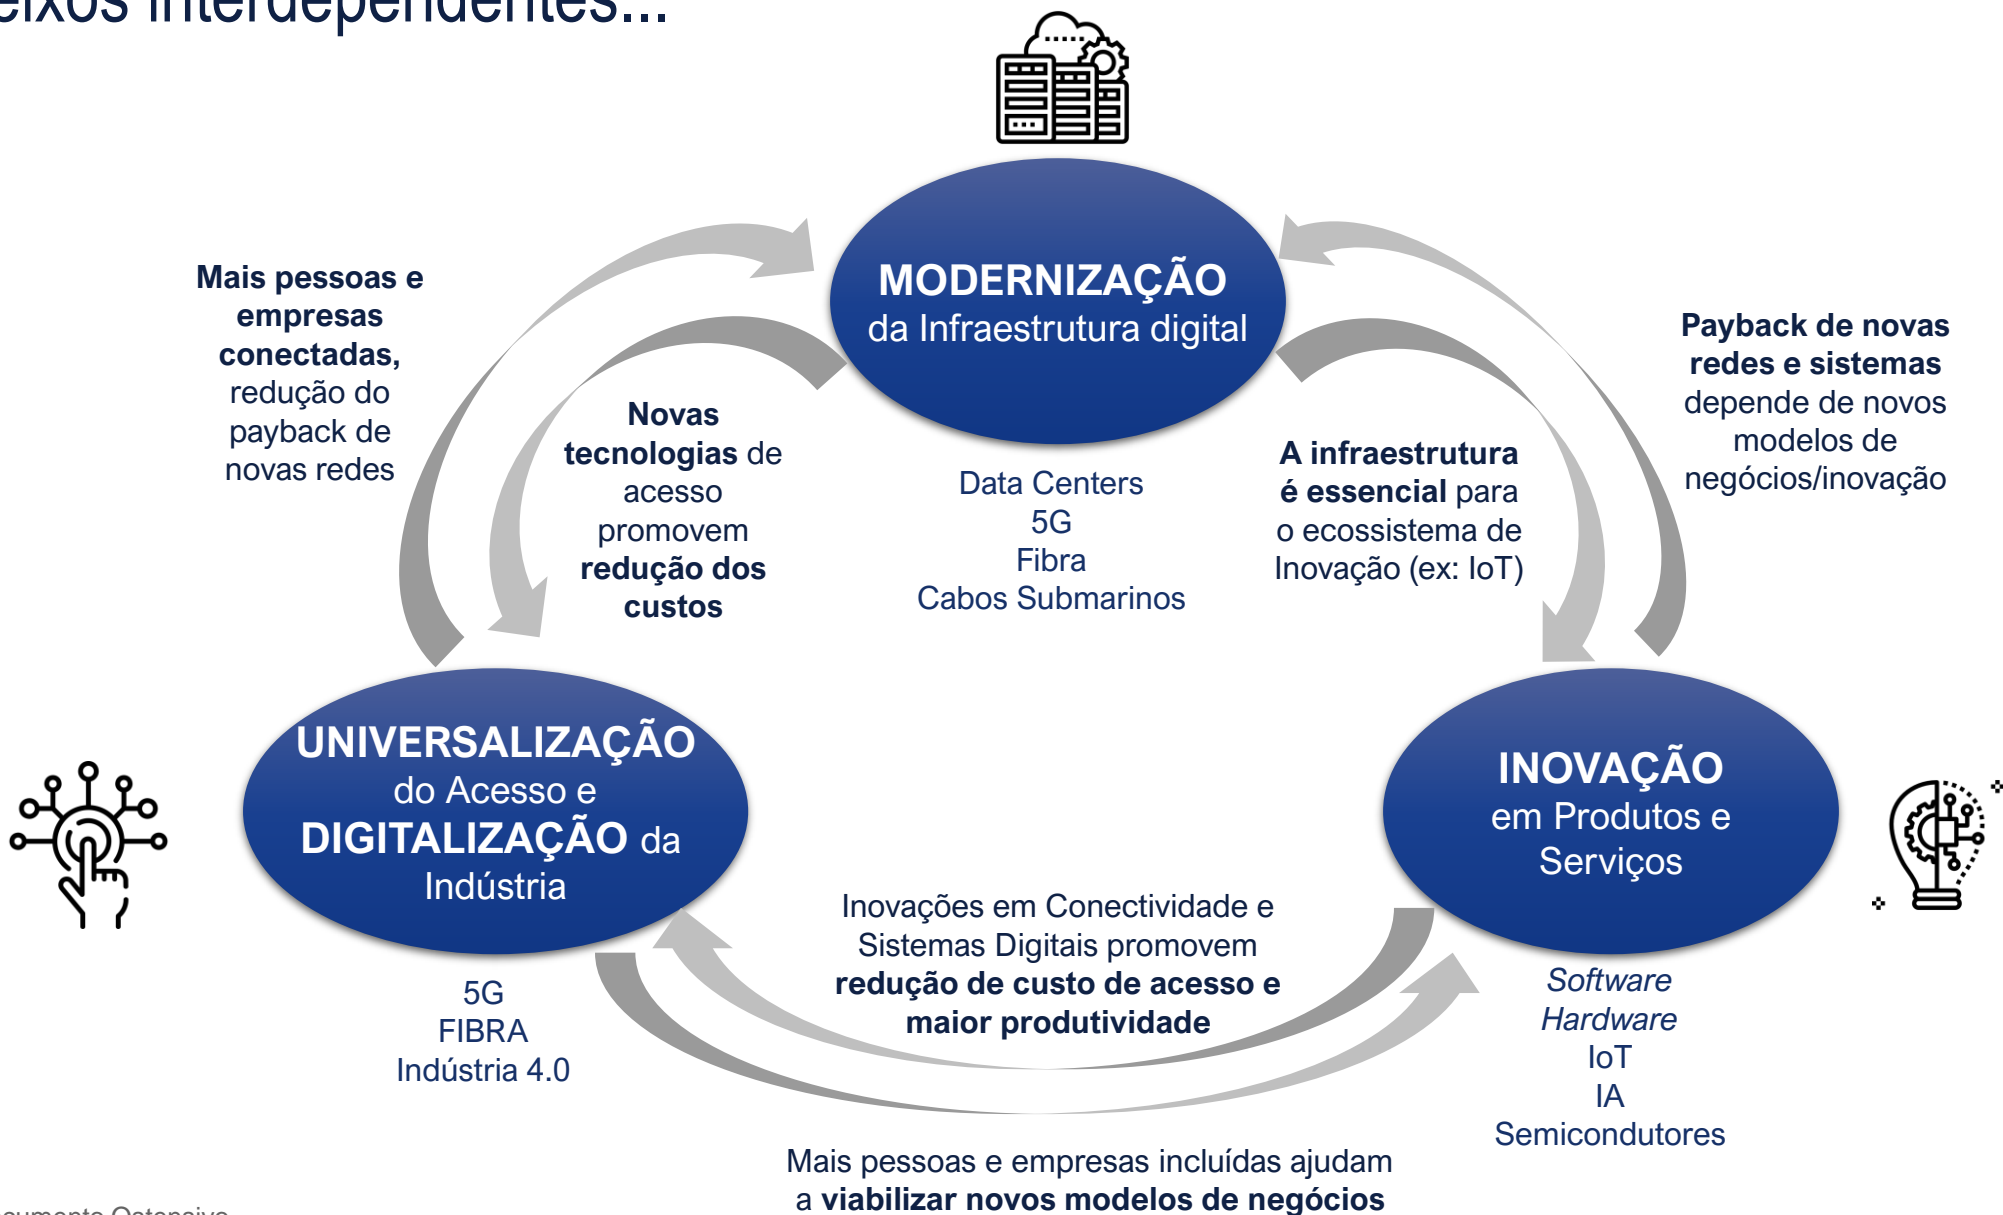 eixos interdependentes...
MODERNIZAÇÃO
da Infraestrutura digital
Data Centers
5G
Fibra
Cabos Submarinos
Mais pessoas e
empresas
conectadas,
redução do
payback de
novas redes
Novas
tecnologias de
acesso
promovem
redução dos
custos
A infraestrutura
é essencial para
o ecossistema de
Inovação (ex: IoT)
Payback de novas
redes e sistemas
depende de novos
modelos de
negócios/inovação
UNIVERSALIZAÇÃO
do Acesso e
DIGITALIZAÇÃO da
Indústria
5G
FIBRA
Indústria 4.0
INOVAÇÃO
em Produtos e
Serviços
Software
Hardware
IoT
IA
Semicondutores
Inovações em Conectividade e
Sistemas Digitais promovem
redução de custo de acesso e
maior produtividade
Mais pessoas e empresas incluídas ajudam
a viabilizar novos modelos de negócios